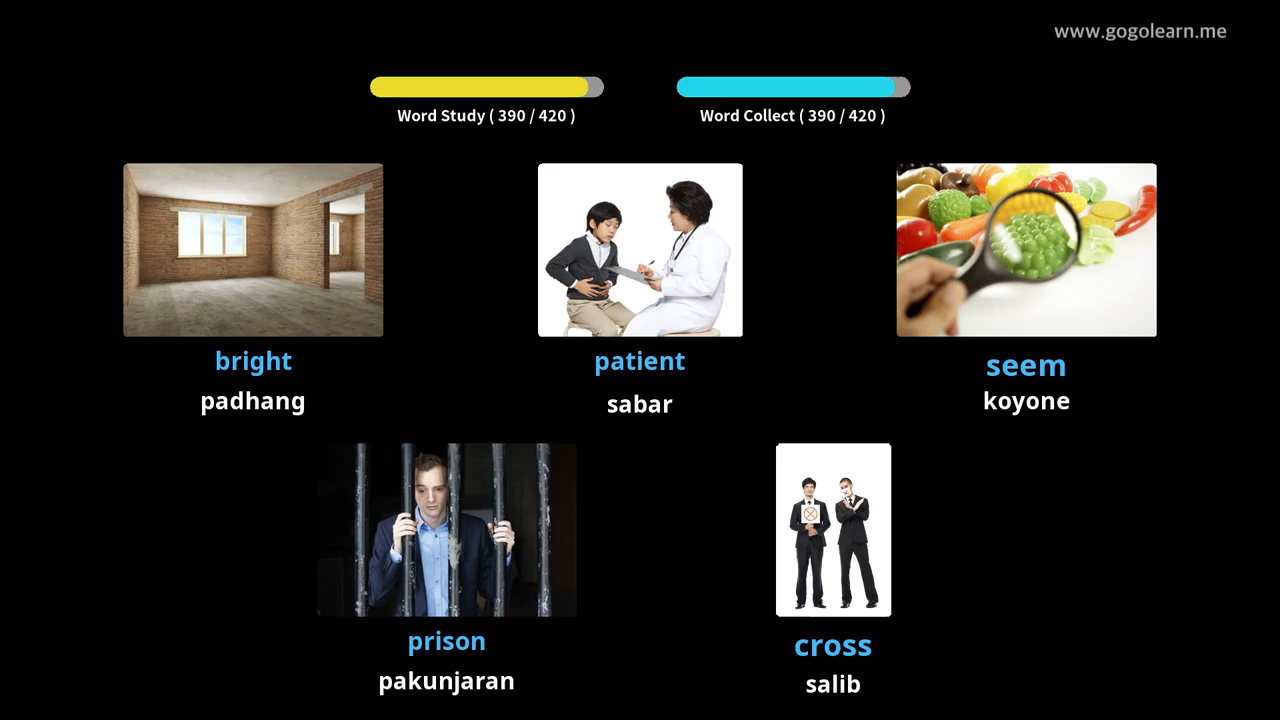 www.gogolearn.me
Word Study ( 390 / 420 )
Word Collect ( 390 / 420 )
bright
padhang
patient
sabar
seem
koyone
prison
pakunjaran
cross
salib